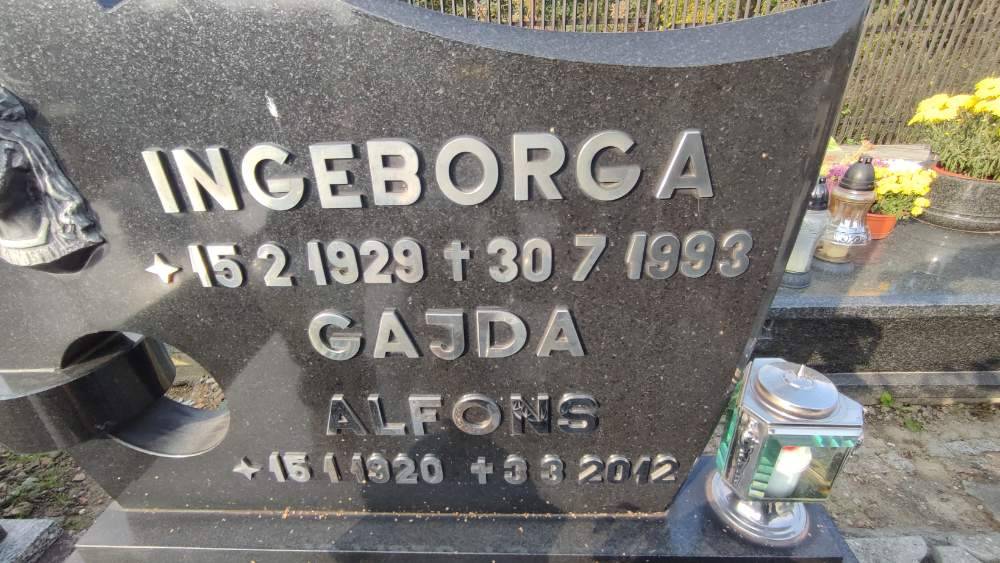 INGEBORGA
15 2 1929 ✝ 30 7 1993
GAJDA
ALFONS
15 1 1920 ✝ 3 3 2012